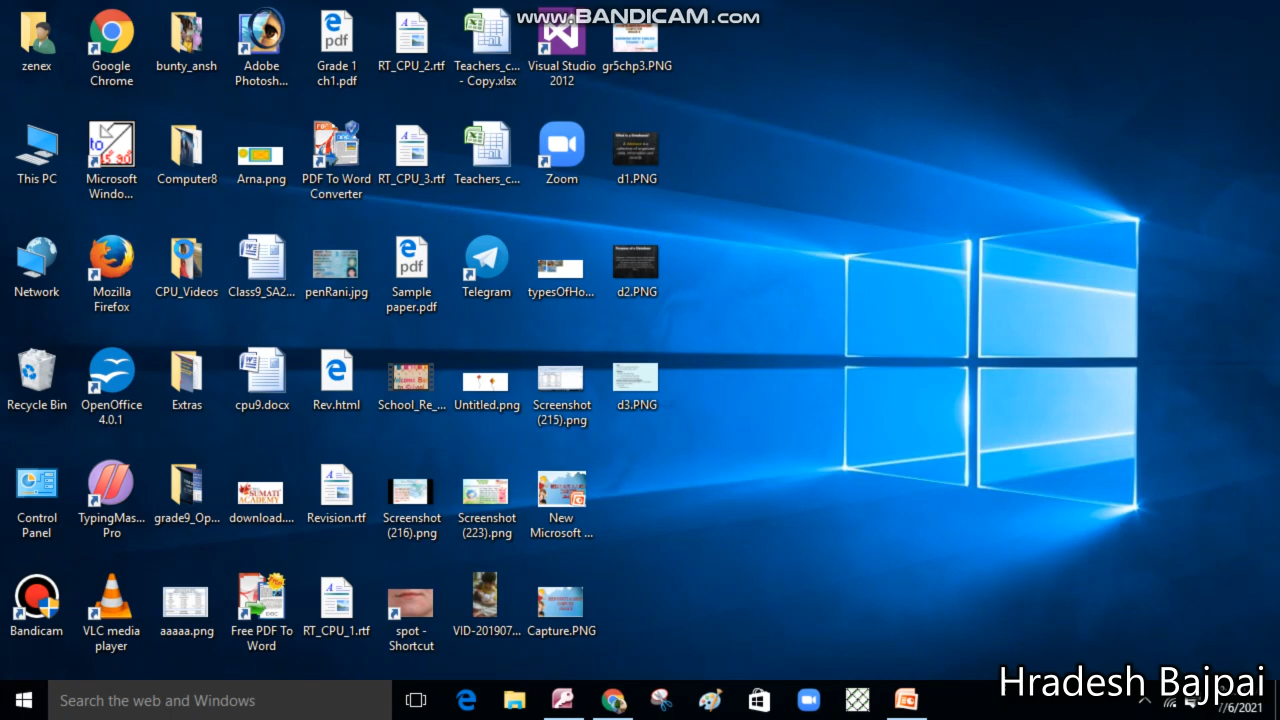 www.BANDICAM.com
zenex
Google Chrome
bunty_ansh
Adobe Photosh...
Grade 1 ch1.pdf
RT_CPU_2.rtf
Teachers_c... - Copy.xlsx
Visual Studio 2012
gr5chp3.PNG
This PC
Microsoft Windo...
Computer8
Arna.png
PDF To Word Converter
RT_CPU_3.rtf
Teachers_c...
Zoom
d1.PNG
Network
Mozilla Firefox
CPU_Videos
Class9_SA2...
penRani.jpg
Sample paper.pdf
Telegram
typesOfHo...
d2.PNG
Recycle Bin
OpenOffice 4.0.1
Extras
cpu9.docx
Rev.html
School_Re_...
Untitled.png
Screenshot (215).png
d3.PNG
Control Panel
TypingMas... Pro
grade9_Op...
download....
Revision.rtf
Screenshot (216).png
Screenshot (223).png
New Microsoft ...
Bandicam
VLC media player
aaaaa.png
Free PDF To Word
RT_CPU_1.rtf
spot - Shortcut
VID-201907...
Capture.PNG
Search the web and Windows
Hradesh Bajpai
7/6/2021